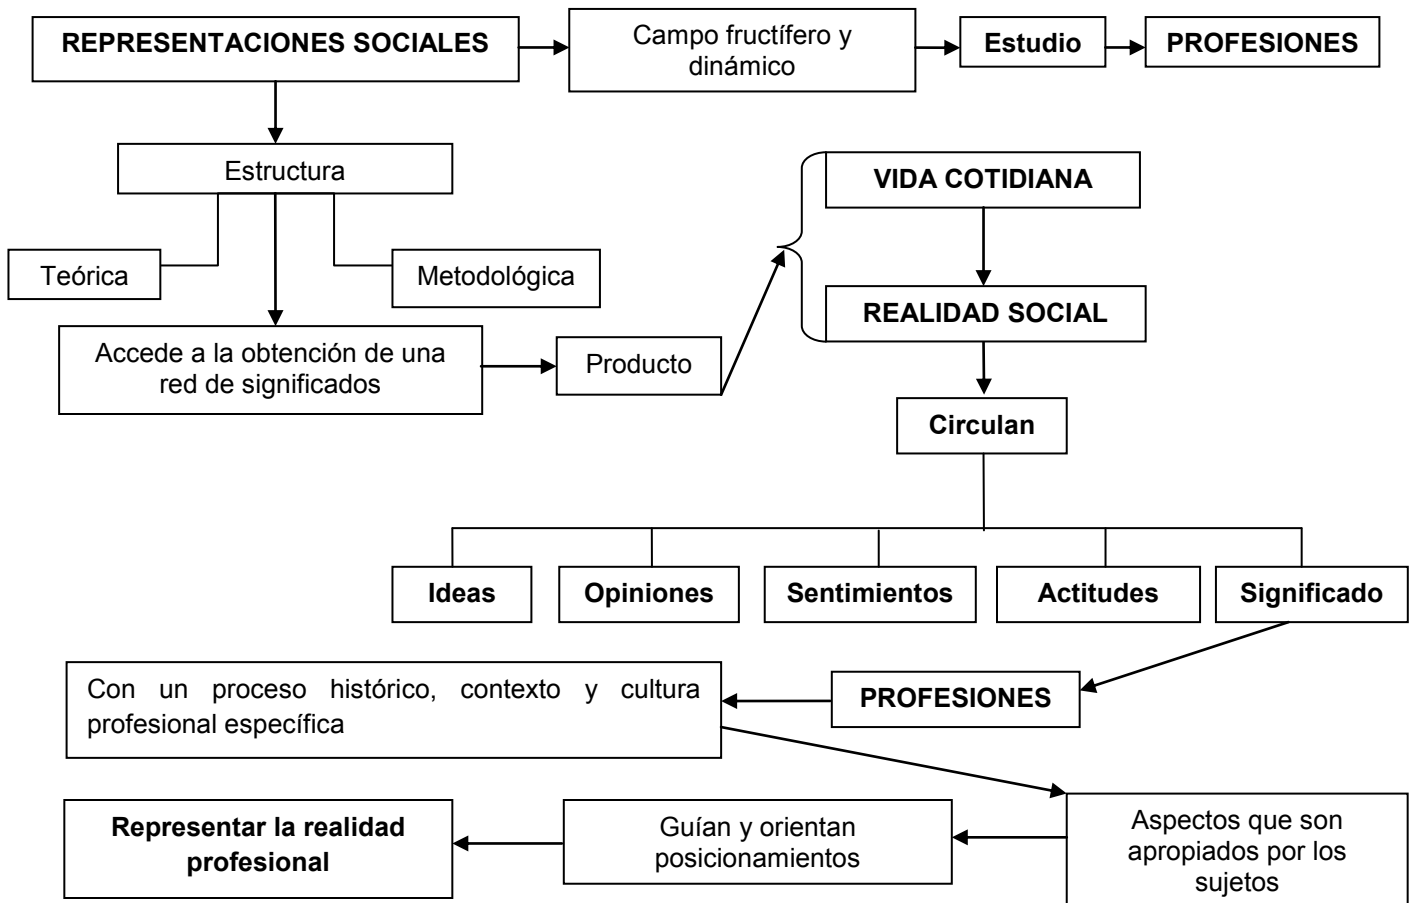 REPRESENTACIONES SOCIALES
Campo fructífero y
dinámico
Estudio
PROFESIONES
Estructura
Teórica
Metodológica
Accede a la obtención de una
red de significados
Producto
VIDA COTIDIANA
REALIDAD SOCIAL
Circulan
Ideas
Opiniones
Sentimientos
Actitudes
Significado
PROFESIONES
Con un proceso histórico, contexto y cultura
profesional específica
Aspectos que son
apropiados por los
sujetos
Guían y orientan
posicionamientos
Representar la realidad
profesional